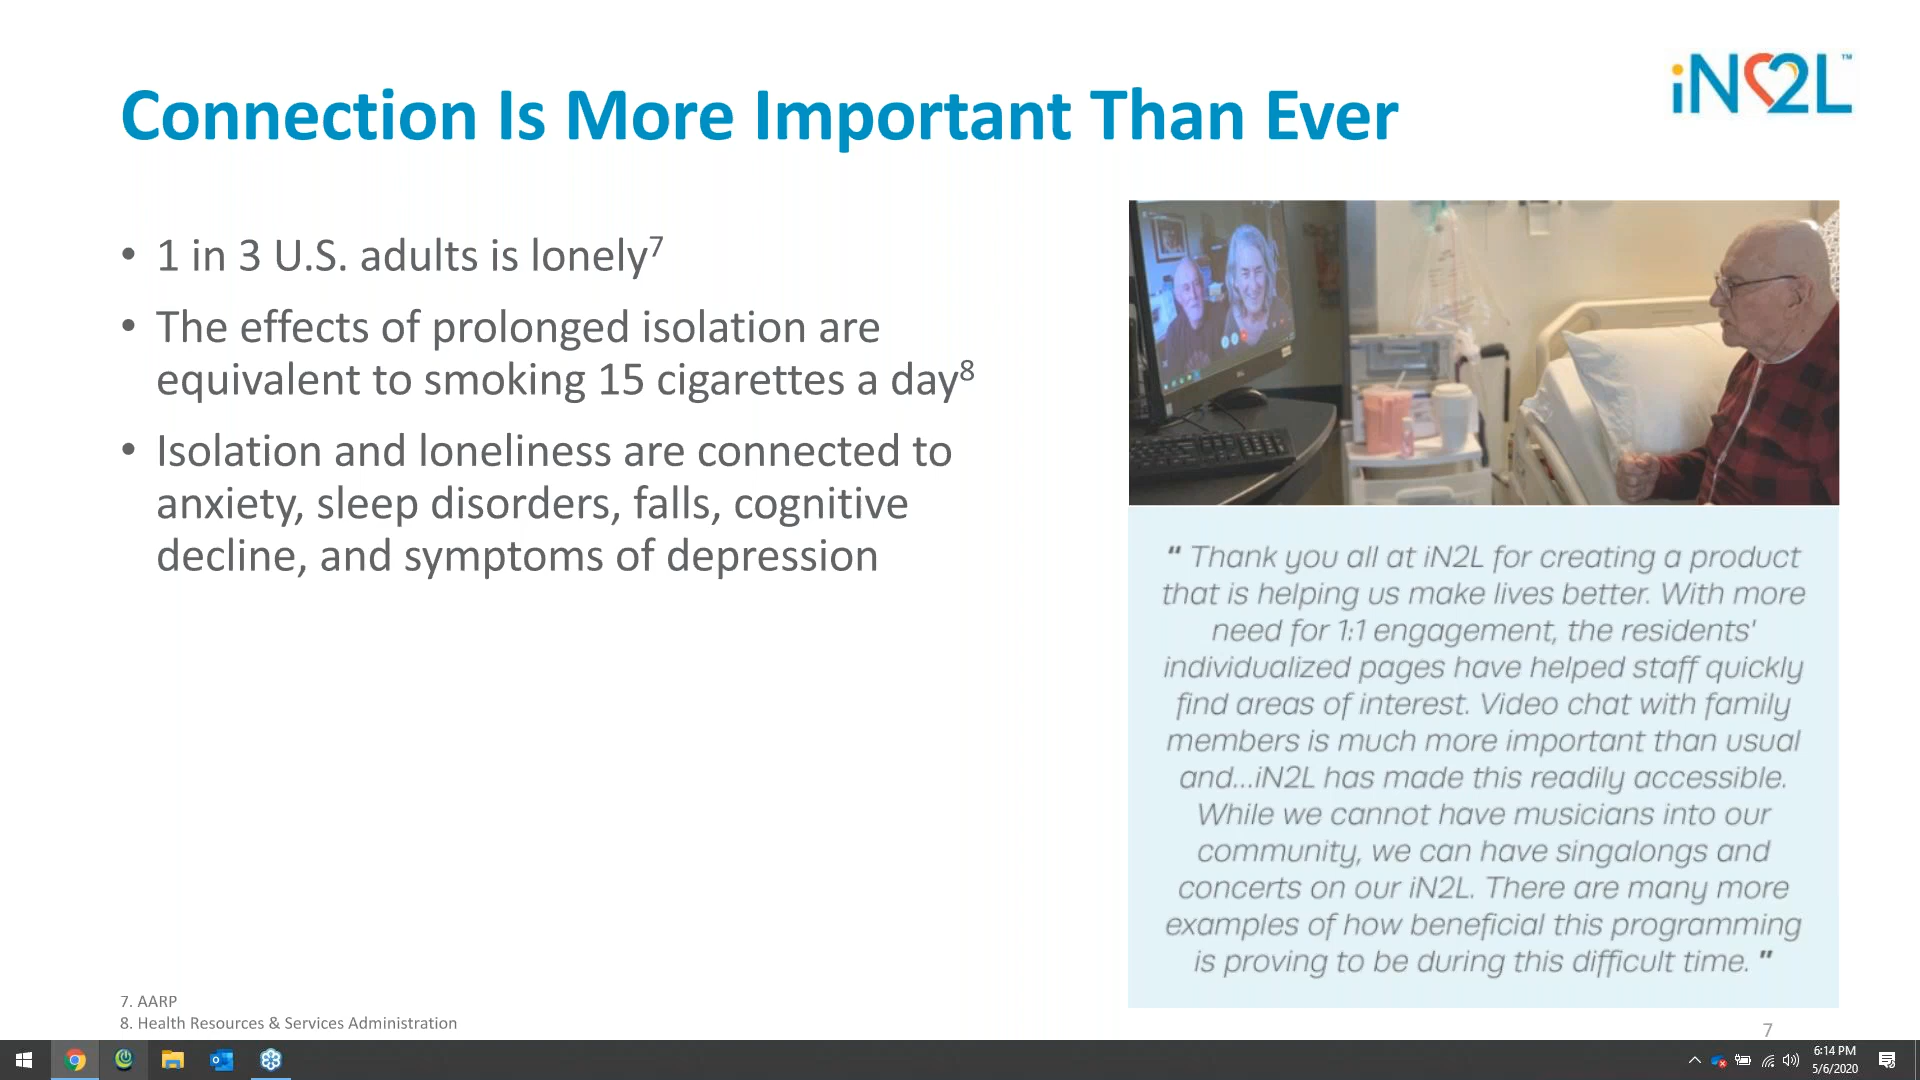 Connection Is More Important Than Ever
iN2L™
• 1 in 3 U.S. adults is lonely⁷
• The effects of prolonged isolation are
equivalent to smoking 15 cigarettes a day⁸
• Isolation and loneliness are connected to
anxiety, sleep disorders, falls, cognitive
decline, and symptoms of depression
“ Thank you all at iN2L for creating a product
that is helping us make lives better. With more
need for 1:1 engagement, the residents'
individualized pages have helped staff quickly
find areas of interest. Video chat with family
members is much more important than usual
and...iN2L has made this readily accessible.
While we cannot have musicians into our
community, we can have singalongs and
concerts on our iN2L. There are many more
examples of how beneficial this programming
is proving to be during this difficult time. ”
7. AARP
8. Health Resources & Services Administration
7
6:14 PM
5/6/2020